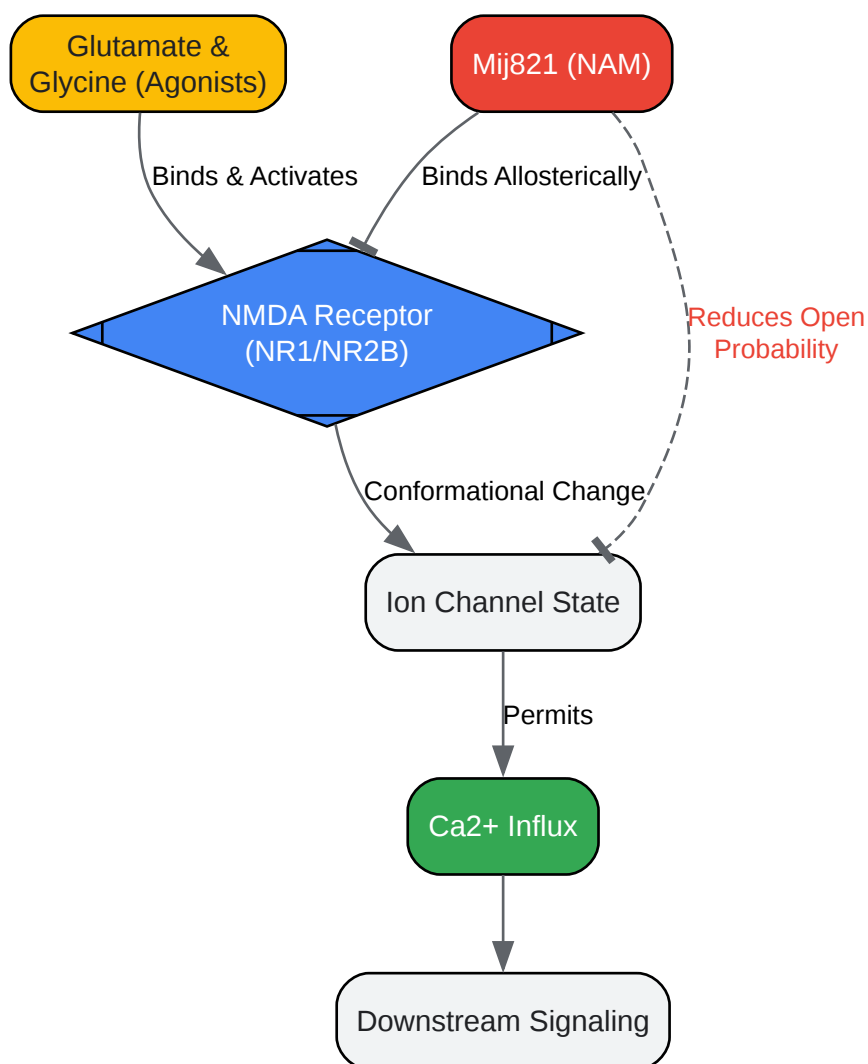 Glutamate &
Glycine (Agonists)
Mij821 (NAM)
Binds & Activates
Binds Allosterically
NMDA Receptor
(NR1/NR2B)
Reduces Open
Probability
Conformational Change
Ion Channel State
Permits
Ca2+ Influx
Downstream Signaling